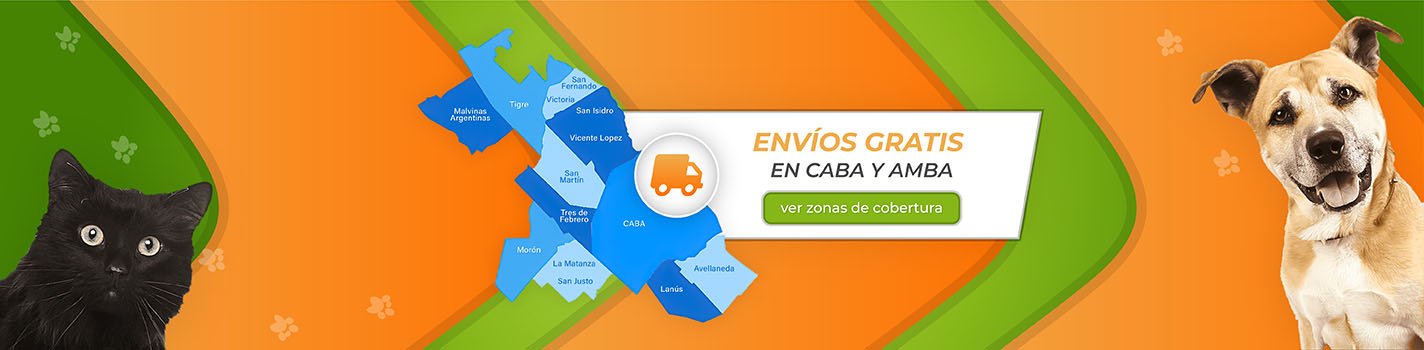 San
Fernando
Malvinas
Argentinas
Tigre
Victoria
San Isidro
Vicente Lopez
San
Martín
Tres de
Febrero
CABA
Morón
La Matanza
San Justo
Avellaneda
Lanús
ENVÍOS GRATIS
EN CABA Y AMBA
ver zonas de cobertura